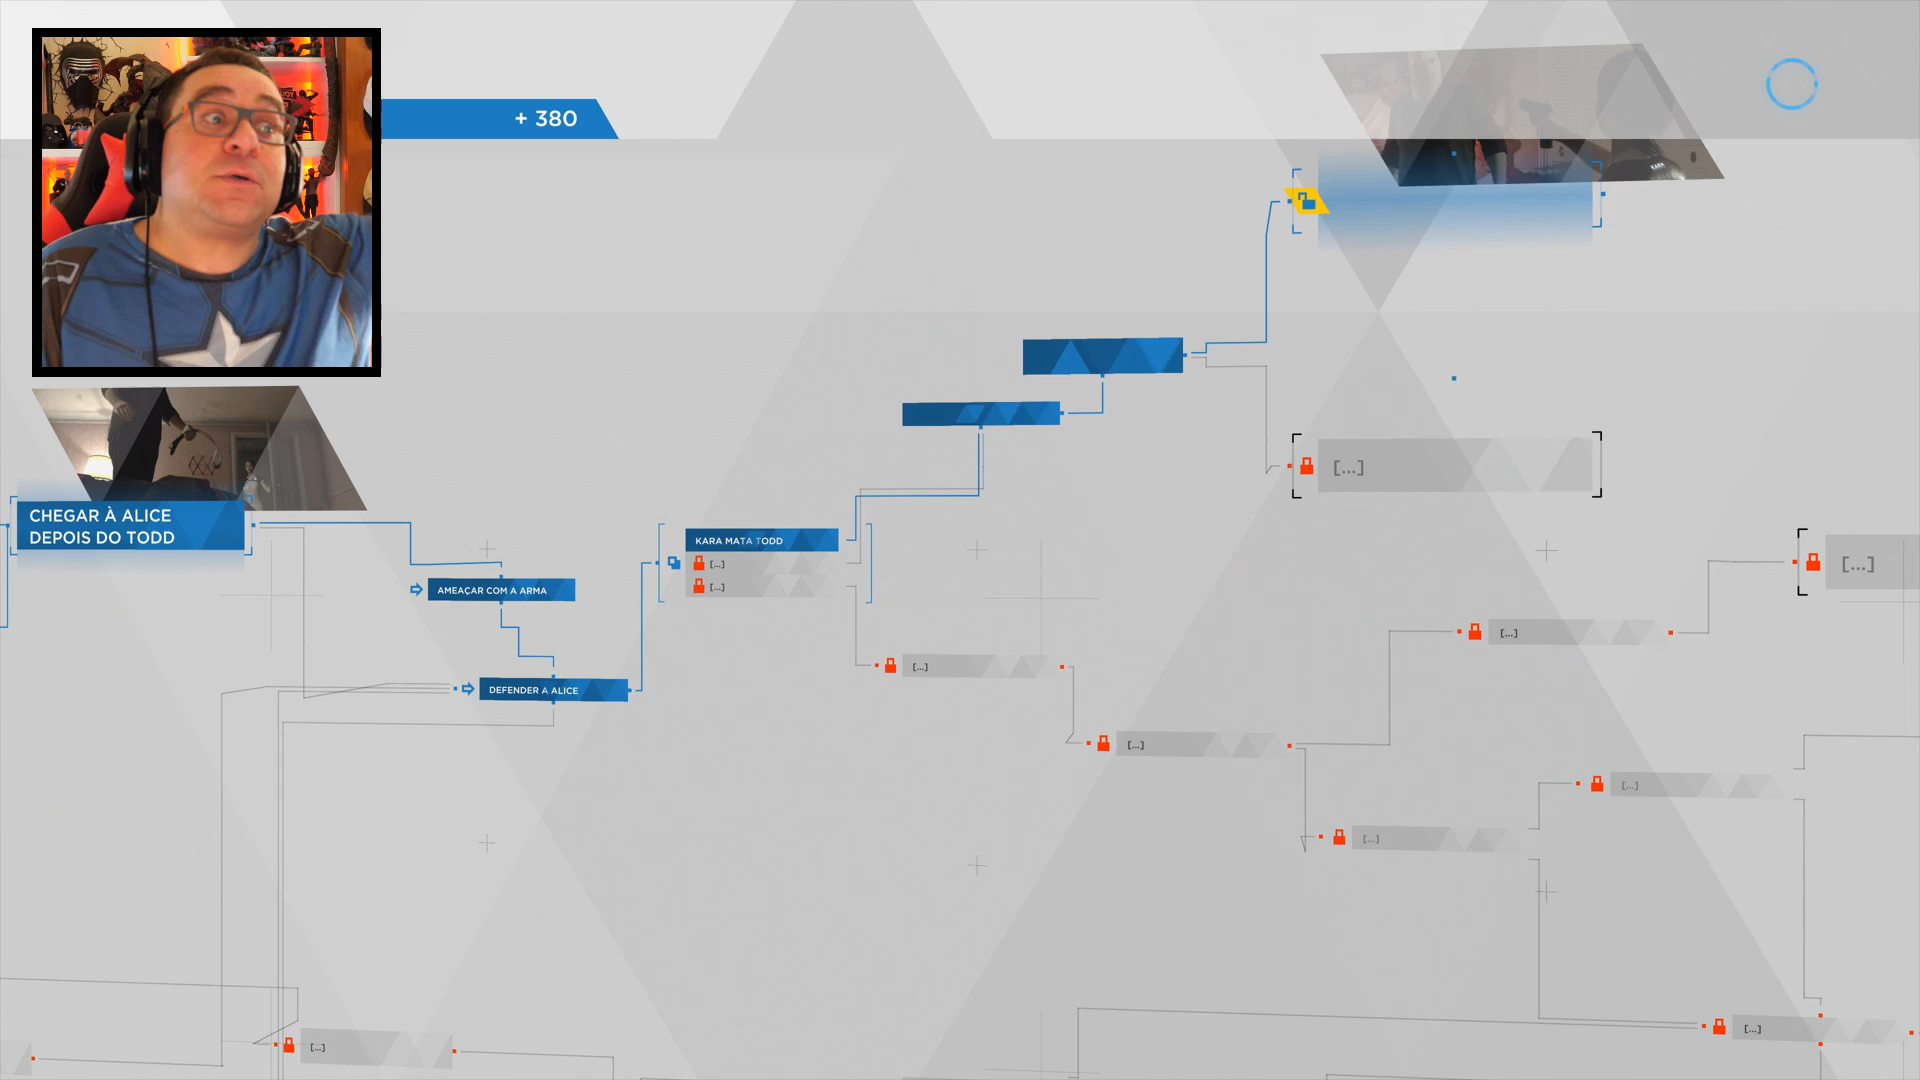 + 380
CHEGAR À ALICE
DEPOIS DO TODD
AMEAÇAR COM A ARMA
DEFENDER A ALICE
KARA MATA TODD
[...]
[...]
[...]
[...]
[...]
[...]
[...]
[...]
[...]
[...]
[...]